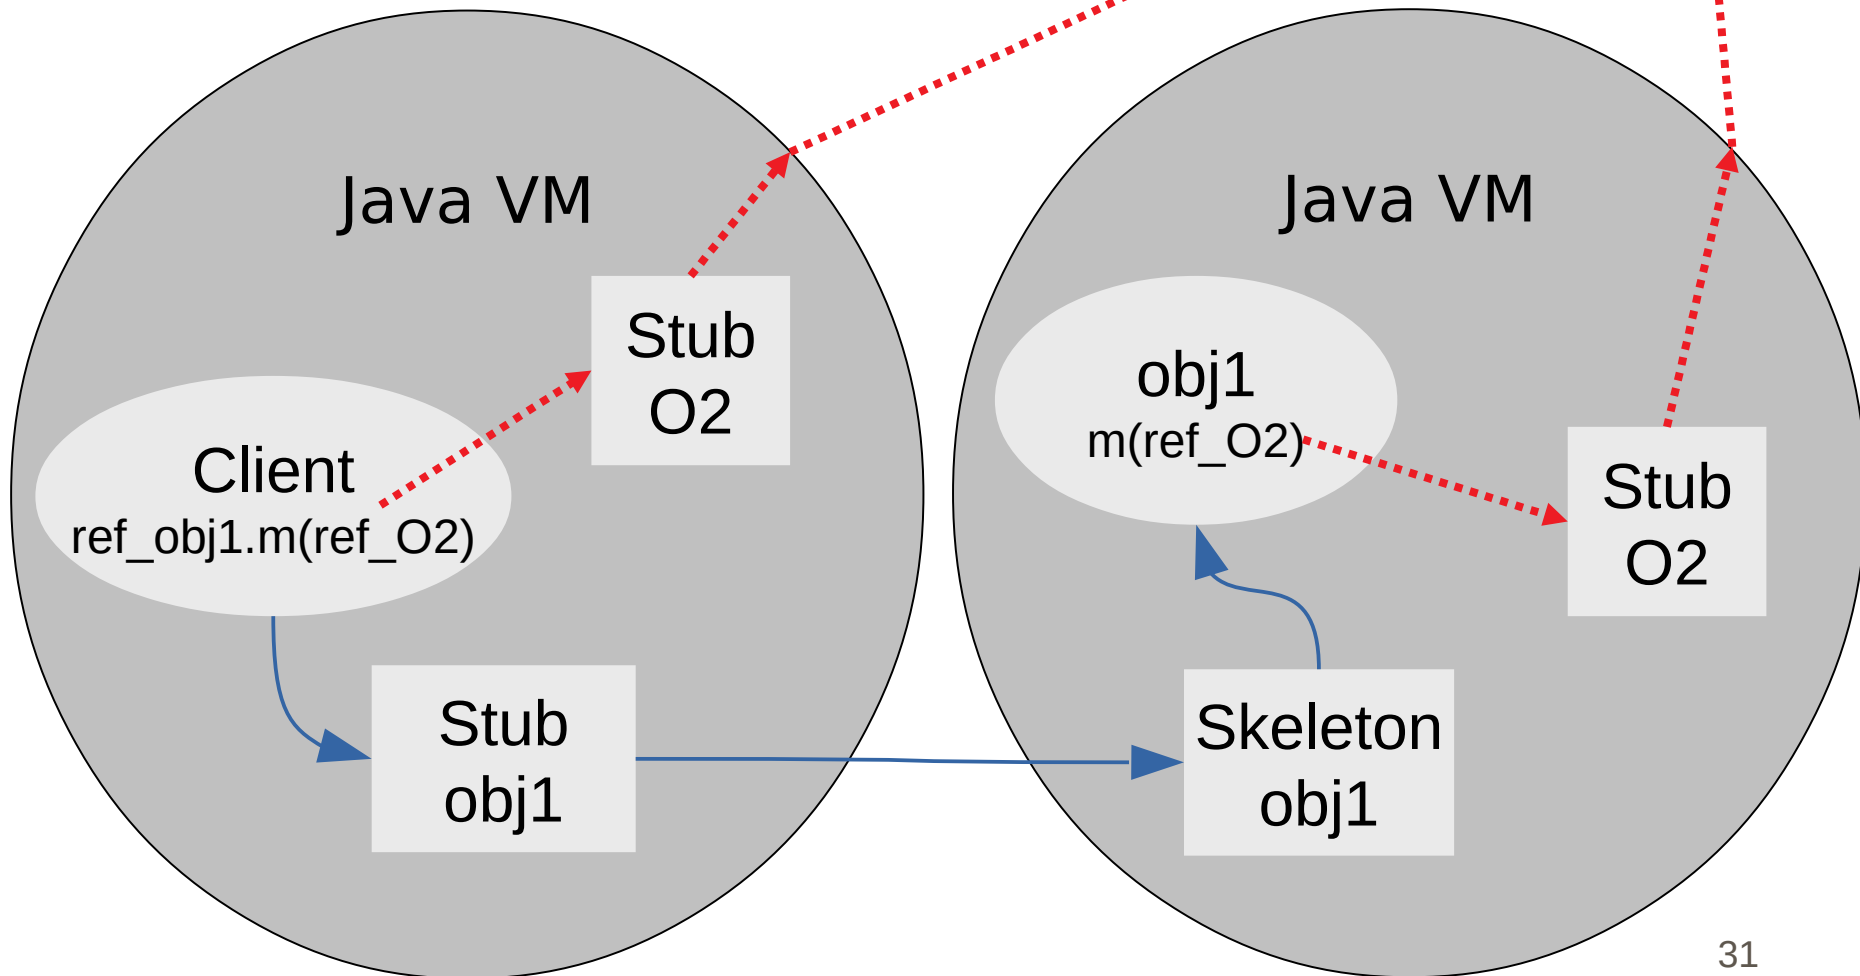 Java VM
Stub
O2
Client
ref_obj1.m(ref_O2)
Stub
obj1
Java VM
obj1
m(ref_O2)
Stub
O2
Skeleton
obj1
31